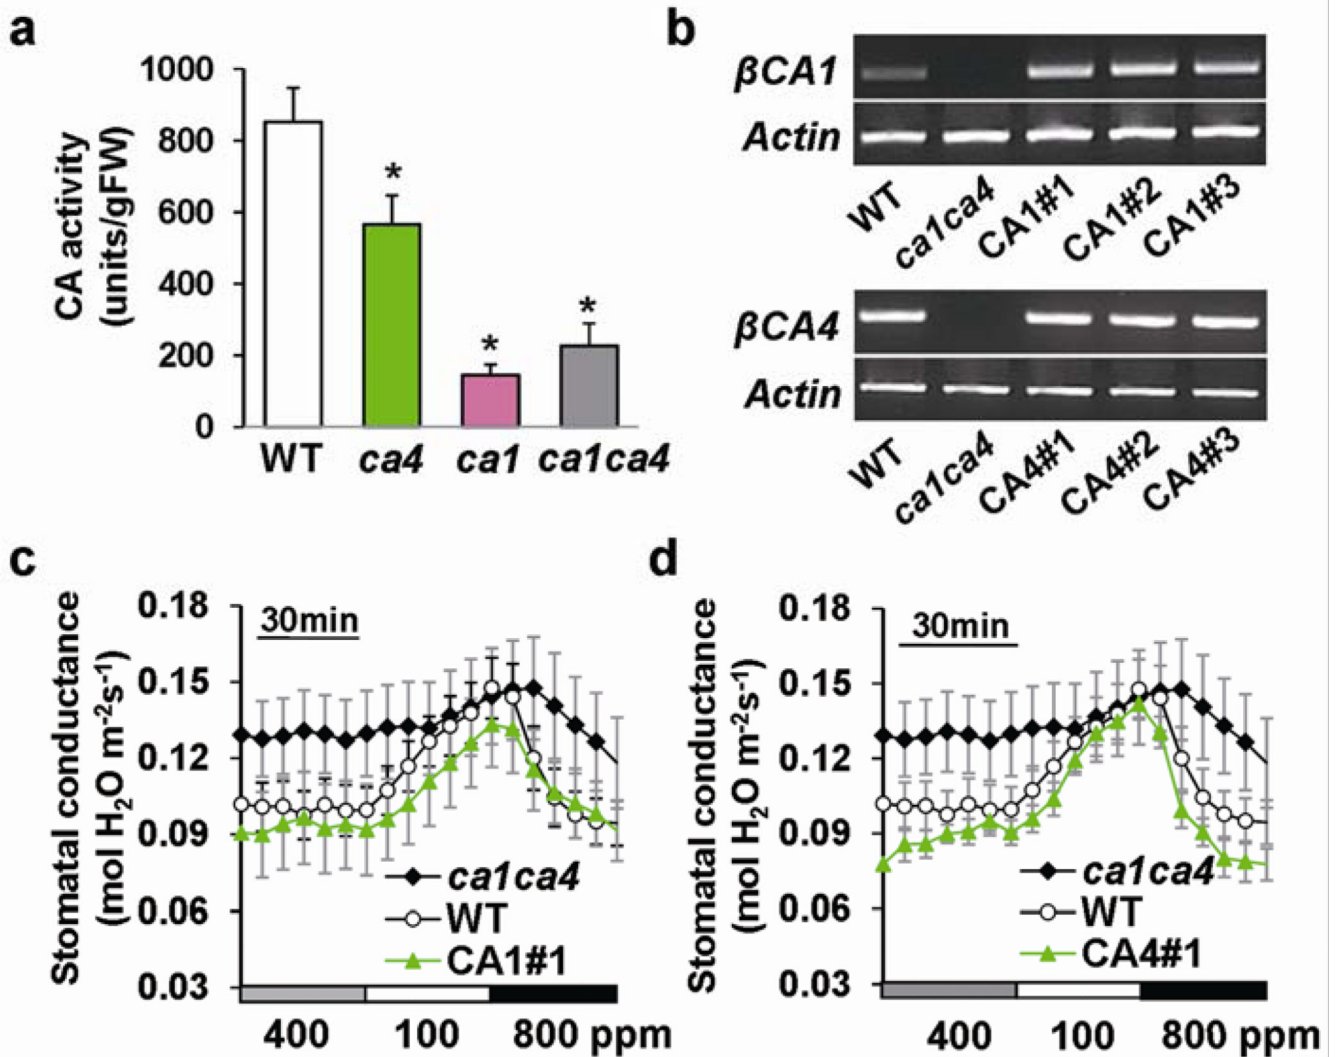 a
1000
800
600
400
200
0
CA activity
(units/gFW)
*
*
*
WT ca4 ca1 ca1ca4
b
βCA1
Actin
WT ca1ca4 CA1#1 CA1#2 CA1#3
βCA4
Actin
WT ca1ca4 CA4#1 CA4#2 CA4#3
c
Stomatal conductance
(mol H₂O m⁻²s⁻¹)
0.18
0.15
0.12
0.09
0.06
0.03
30min
ca1ca4
WT
CA1#1
400 100 800 ppm
d
Stomatal conductance
(mol H₂O m⁻²s⁻¹)
0.18
0.15
0.12
0.09
0.06
0.03
30min
ca1ca4
WT
CA4#1
400 100 800 ppm